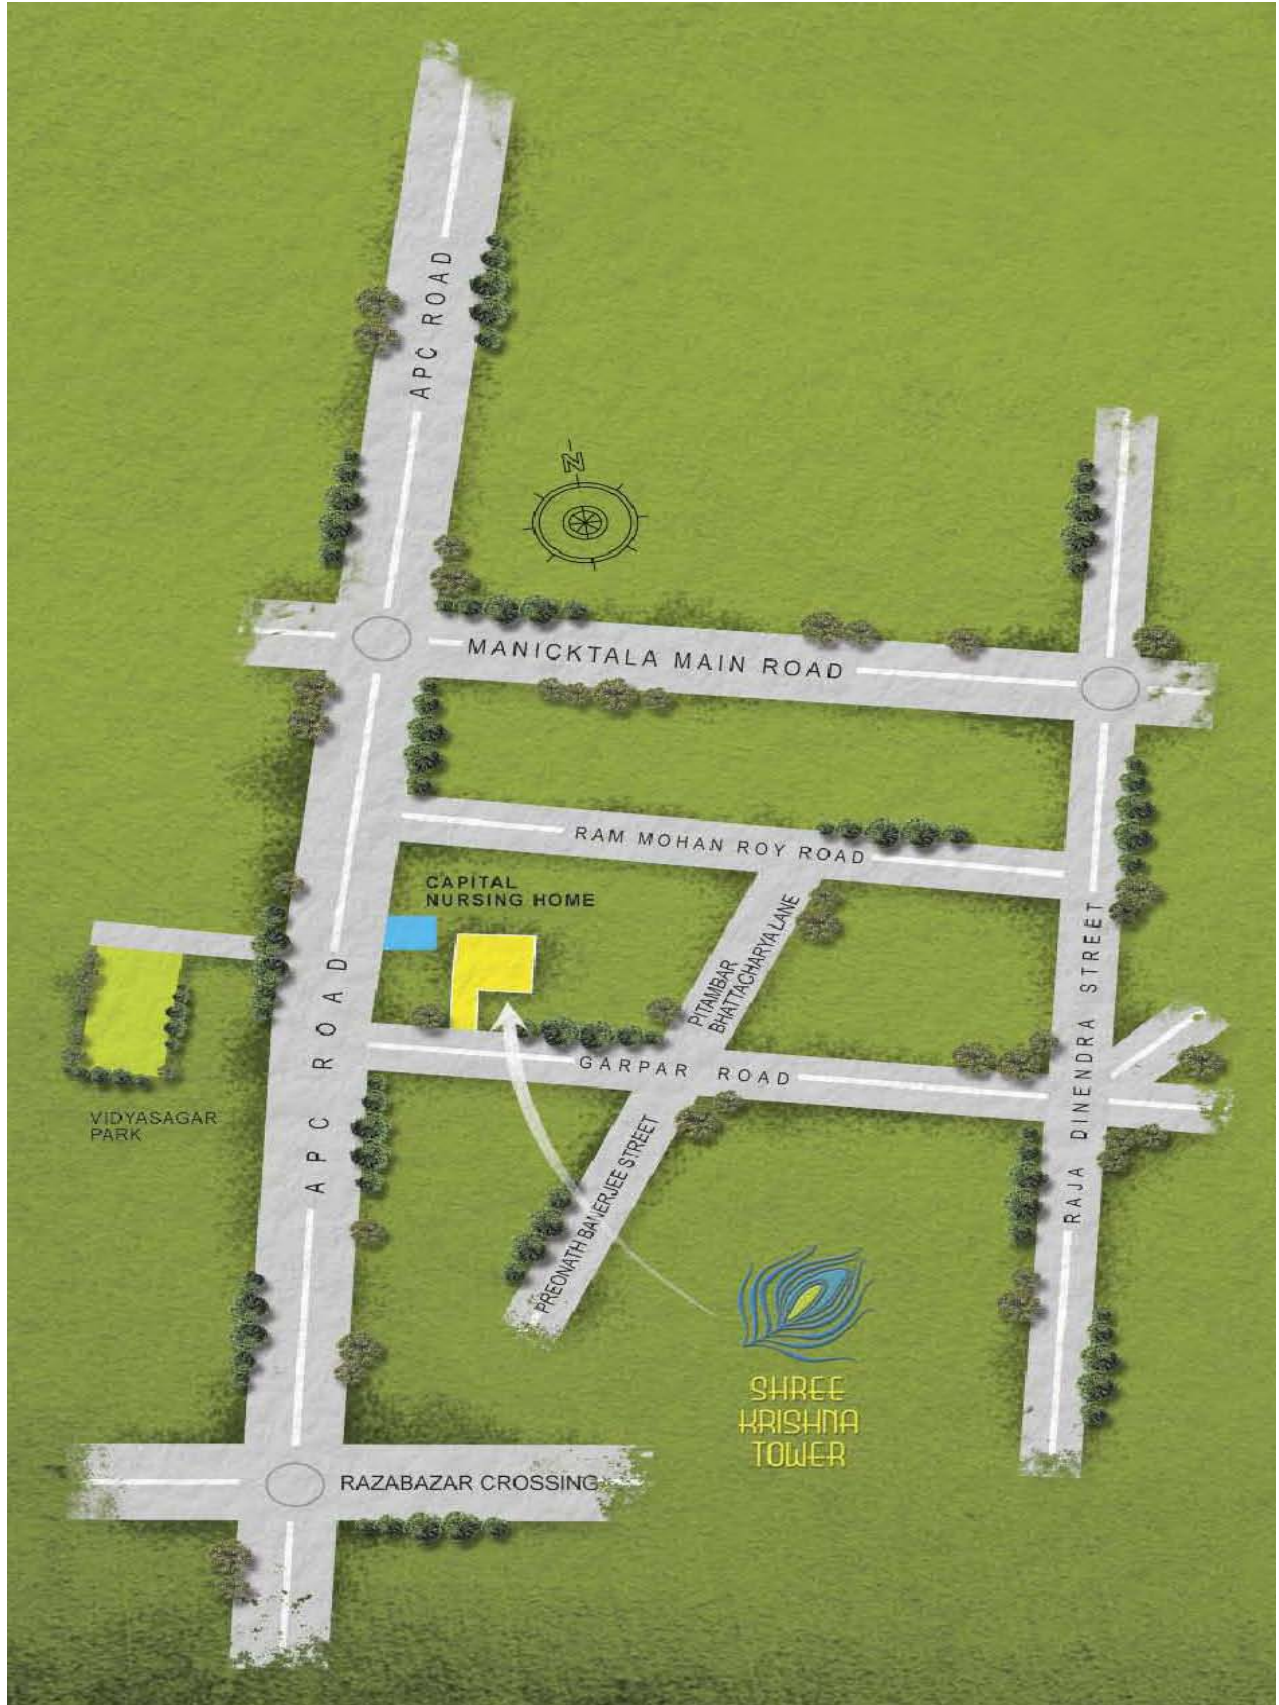 APC ROAD
N
MANICKTALA MAIN ROAD
RAM MOHAN ROY ROAD
CAPITAL
NURSING HOME
PITAMBAR
BHATTACHARYA LANE
RAJA DINENDRA STREET
APC ROAD
GARPAR ROAD
VIDYASAGAR
PARK
PREONATH BANERJEE STREET
SHREE
KRISHNA
TOWER
RAZABAZAR CROSSING